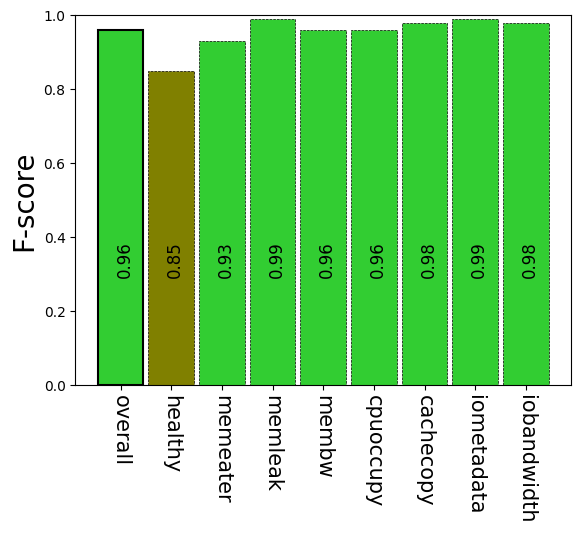 F-score
1.0
0.8
0.6
0.4
0.2
0.0
0.96
0.85
0.93
0.99
0.96
0.96
0.98
0.99
0.98
overall
healthy
memeater
memleak
membw
cpuoccupy
cachecopy
iometadata
iobandwidth